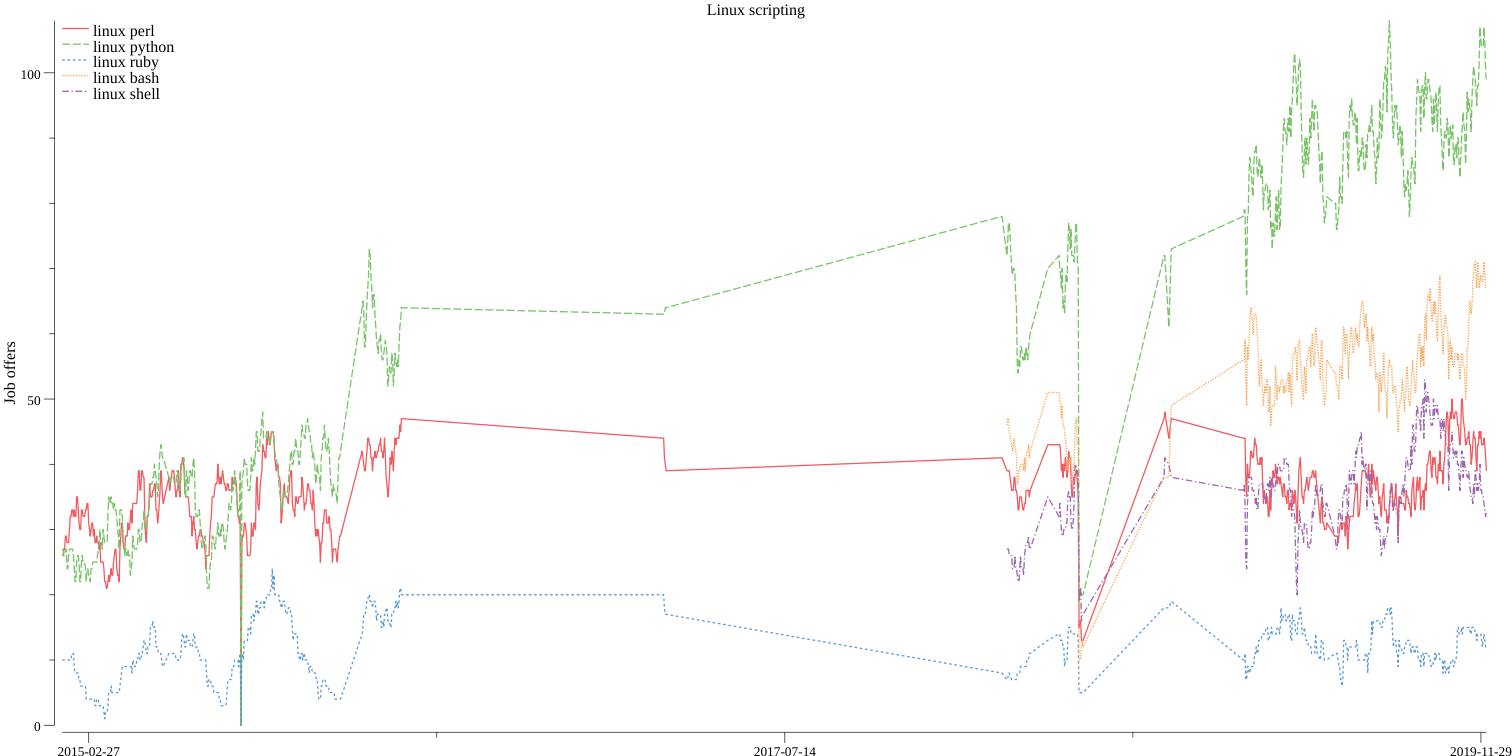 Linux scripting
linux perl
linux python
linux ruby
linux bash
linux shell
Job offers
100
50
0
2015-02-27
2017-07-14
2019-11-29